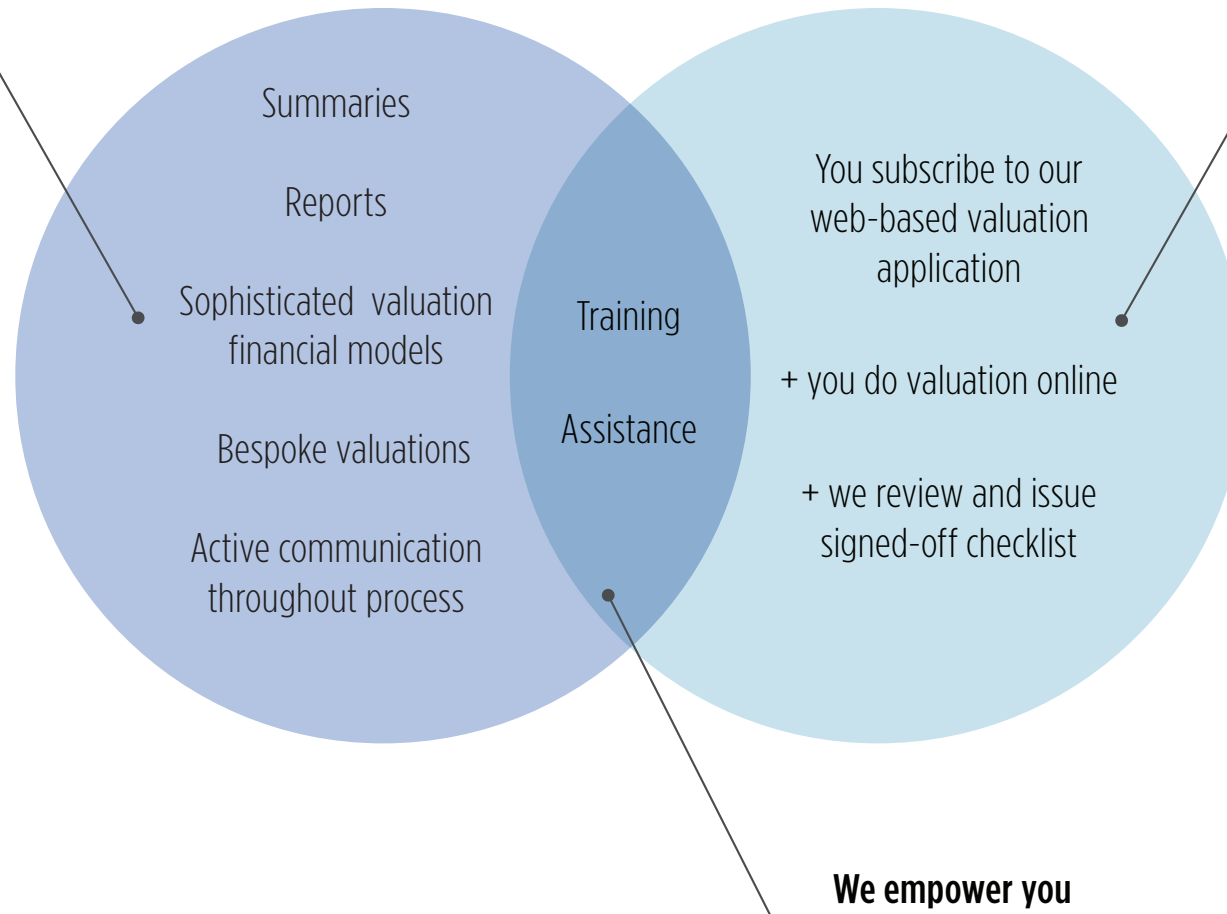 Summaries
Reports
Sophisticated valuation
financial models
Bespoke valuations
Active communication
throughout process
Training
Assistance
You subscribe to our
web-based valuation
application
+ you do valuation online
+ we review and issue
signed-off checklist
We empower you